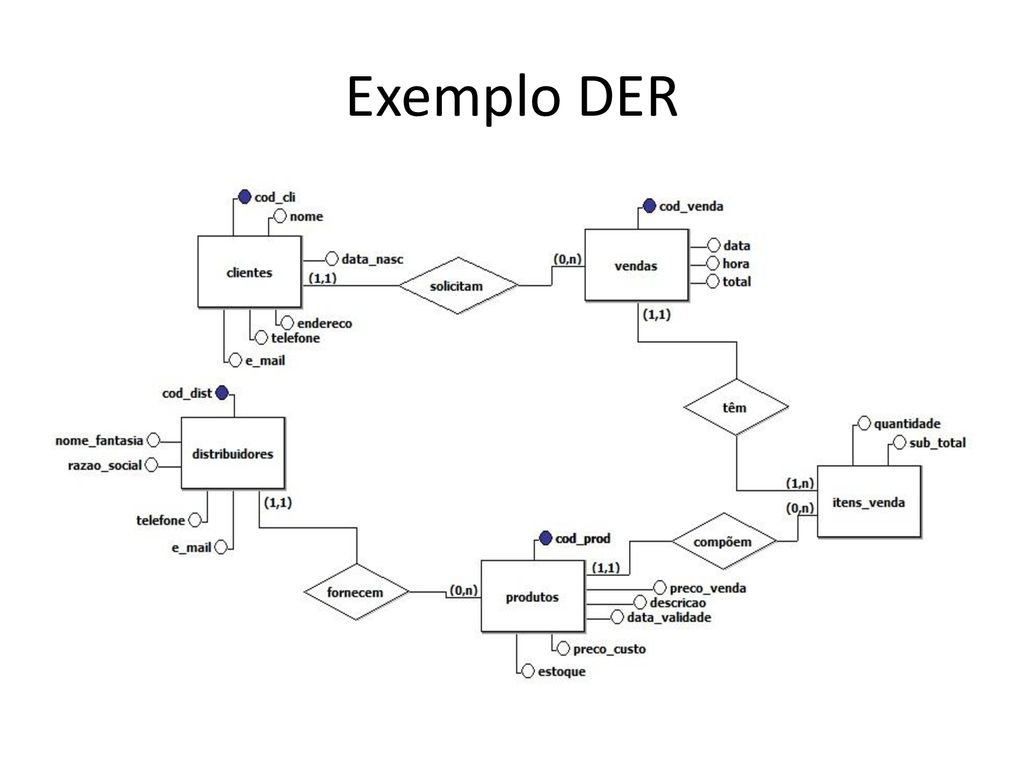 Exemplo DER
cod_cli
nome
clientes
data_nasc
(1,1)
endereco
telefone
e_mail
solicitam
(0,n)
cod_venda
vendas
data
hora
total
(1,1)
têm
(1,n)
quantidade
sub_total
itens_venda
(0,n)
compõem
cod_dist
nome_fantasia
razao_social
distribuidores
telefone
e_mail
(1,1)
fornecem
(0,n)
cod_prod
produtos
(1,1)
preco_venda
descricao
data_validade
preco_custo
estoque